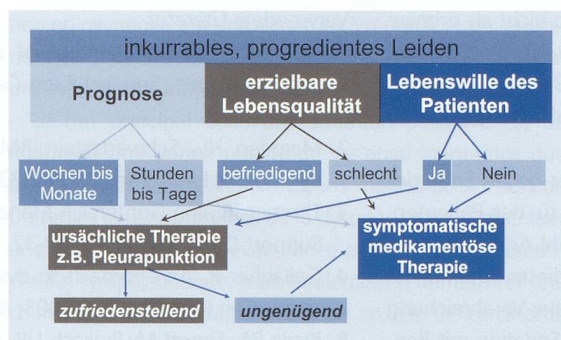 inkurrables, progredientes Leiden
Prognose
erzielbare
Lebensqualität
Lebenswille des
Patienten
Wochen bis
Monate
Stunden
bis Tage
befriedigend
schlecht
Ja
Nein
ursächliche Therapie
z.B. Pleurapunktion
symptomatische
medikamentöse
Therapie
zufriedenstellend
ungenügend